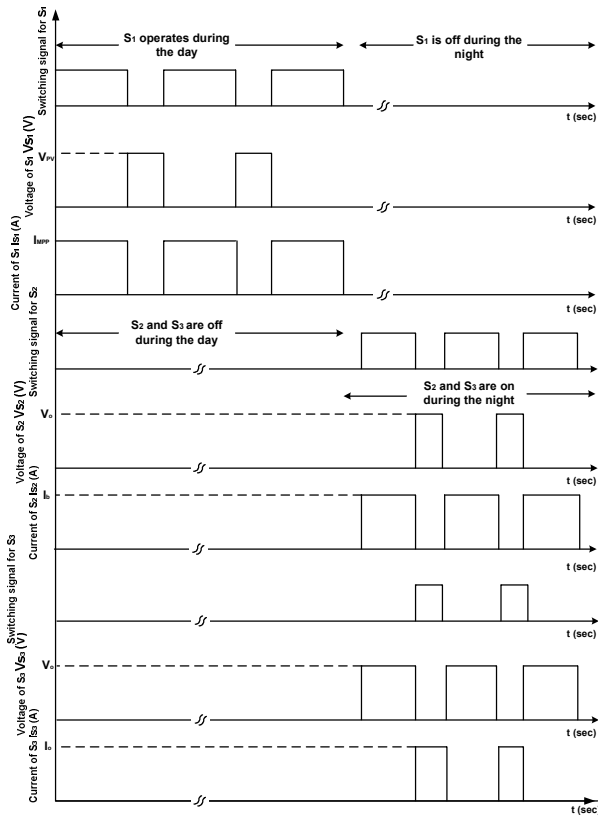 Switching signal for S1
S1 operates during
the day
S1 is off during the
night
t (sec)
Voltage of S1 VS1 (V)
VPV
t (sec)
Current of S1 IS1 (A)
IMPP
t (sec)
Switching signal for S2
S2 and S3 are off
during the day
S2 and S3 are on
during the night
Voltage of S2 VS2 (V)
Vo
t (sec)
Current of S2 IS2 (A)
Ib
t (sec)
Switching signal for S3
t (sec)
Voltage of S3 VS3 (V)
Vo
t (sec)
Current of S3 IS3 (A)
Io
t (sec